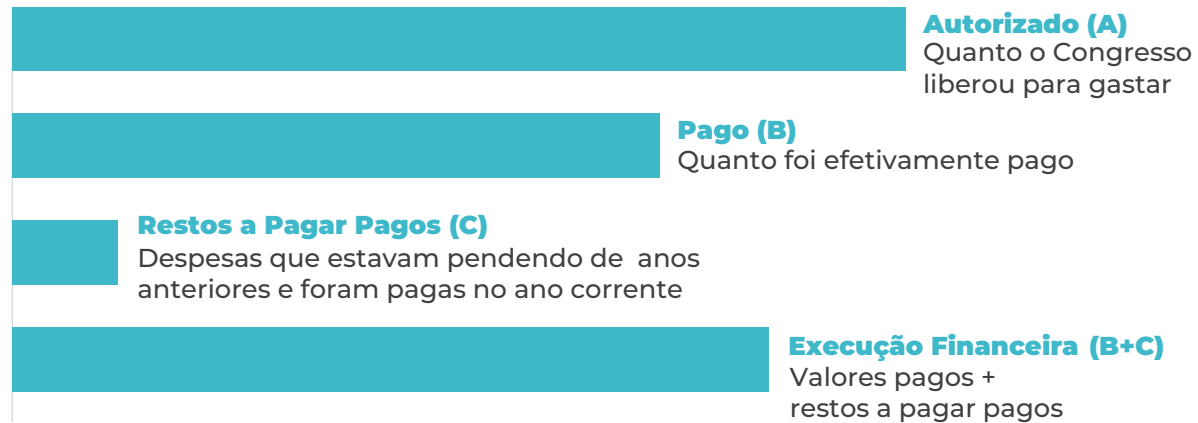 Autorizado (A)
Quanto o Congresso
liberou para gastar
Pago (B)
Quanto foi efetivamente pago
Restos a Pagar Pagos (C)
Despesas que estavam pendendo de anos
anteriores e foram pagas no ano corrente
Execução Financeira (B+C)
Valores pagos +
restos a pagar pagos